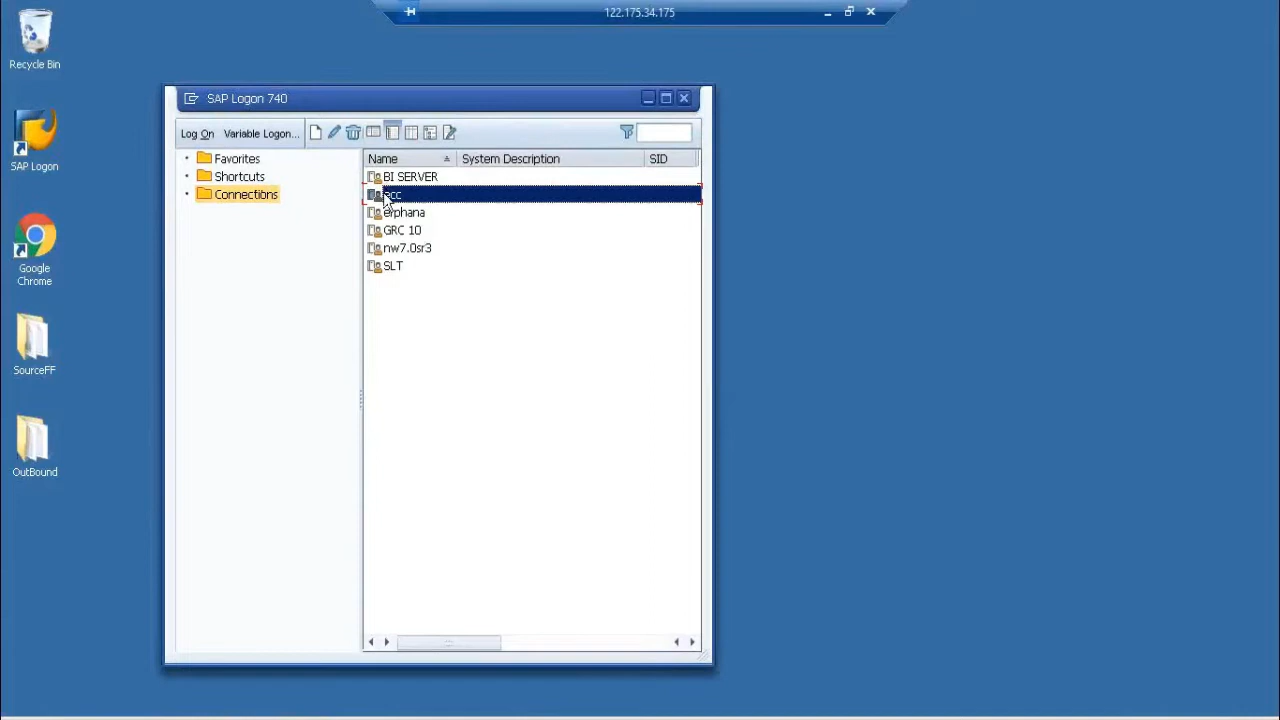 122.175.34.175
Recycle Bin
SAP Logon
Google
Chrome
SourceFF
OutBound
SAP Logon 740
Log On Variable Logon...
Favorites
Shortcuts
Connections
Name System Description SID
BI SERVER
ecc
erphana
GRC 10
nw7.0sr3
SLT